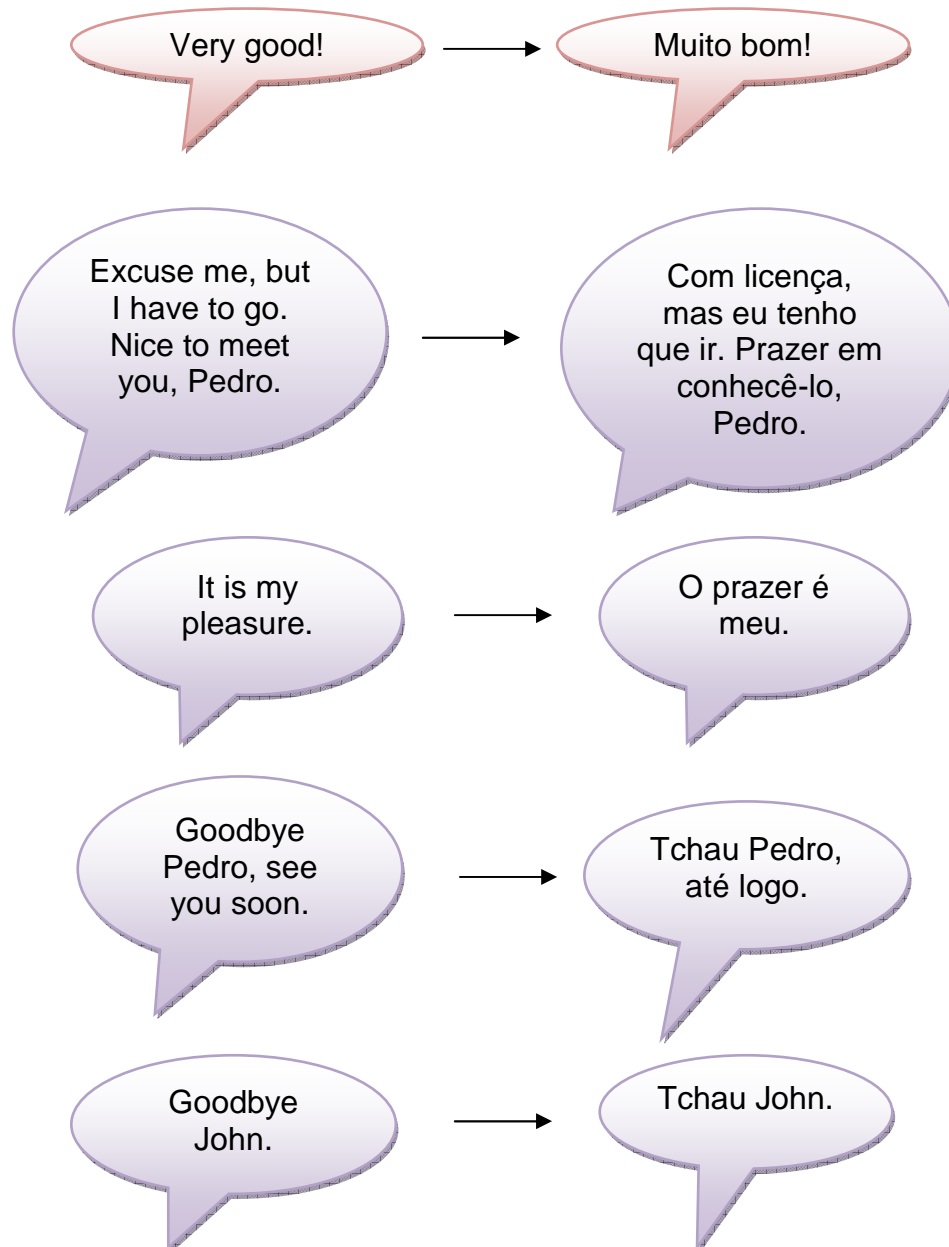 Very good!
Muito bom!
Excuse me, but
I have to go.
Nice to meet
you, Pedro.
Com licença,
mas eu tenho
que ir. Prazer em
conhecê-lo,
Pedro.
It is my
pleasure.
O prazer é
meu.
Goodbye
Pedro, see
you soon.
Tchau Pedro,
até logo.
Goodbye
John.
Tchau John.